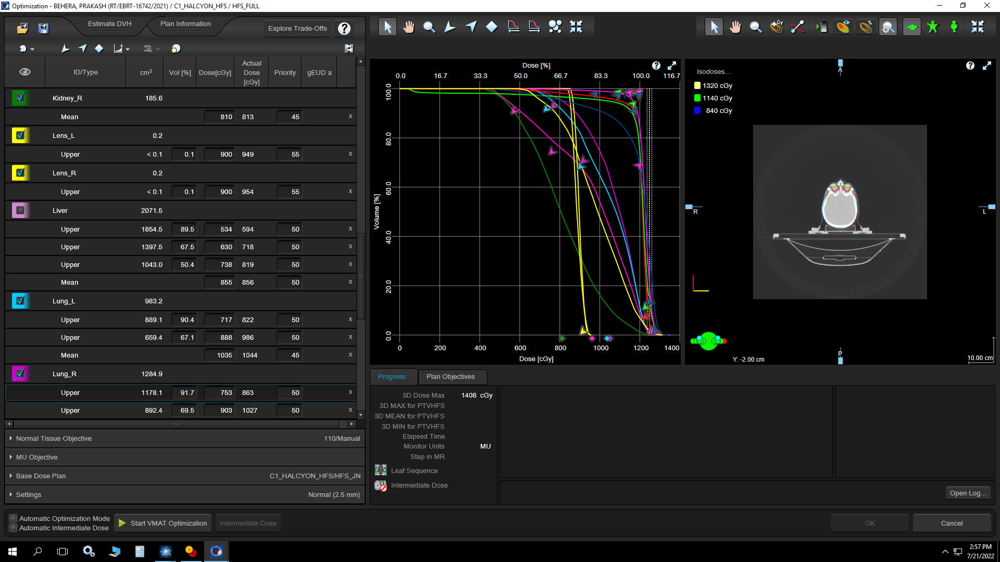 Optimization - BEHERA, PRAKASH (RT/EBRT-16742/2021) / C1_HALCYON_HFS / HFS_FULL
Estimate DVH
Plan Information
Explore Trade-Offs
?
ID/Type cm3 Vol [%] Dose[cGy] Actual Dose [cGy] Priority gEUD a
Kidney_R 185.6
Mean 810 813 45 X
Lens_L 0.2
Upper < 0.1 0.1 900 949 55 X
Lens_R 0.2
Upper < 0.1 0.1 900 954 55 X
Liver 2071.5
Upper 1854.5 89.5 534 594 50 X
Upper 1397.5 67.5 630 718 50 X
Upper 1043.0 50.4 738 819 50 X
Mean 855 856 50 X
Lung_L 983.2
Upper 889.1 90.4 717 822 50 X
Upper 659.4 67.1 888 986 50 X
Mean 1035 1044 45 X
Lung_R 1284.9
Upper 1178.1 91.7 753 863 50 X
Upper 892.4 69.5 903 1027 50 X
Normal Tissue Objective 110/Manual
MU Objective
Base Dose Plan C1_HALCYON_HFS/HFS_JN
Settings Normal (2.5 mm)
Automatic Optimization Mode
Automatic Intermediate Dose
Start VMAT Optimization
Intermediate Dose
Dose [%]
?
0.0 16.7 33.3 50.0 66.7 83.3 100.0 116.7
Volume [%]
100.0
80.0
60.0
40.0
20.0
0.0
0 200 400 600 800 1000 1200 1400
Dose [cGy]
+Gy
%
Isodoses...
1320 cGy
1140 cGy
840 cGy
A
?
R
L
P
Y: -2.00 cm
10.00 cm
Progress
Plan Objectives
3D Dose Max 1408 cGy
3D MAX for PTVHFS
3D MEAN for PTVHFS
3D MIN for PTVHFS
Elapsed Time
Monitor Units MU
Step in MR
Leaf Sequence
Intermediate Dose
Open Log...
OK
Cancel
2:57 PM
7/21/2022